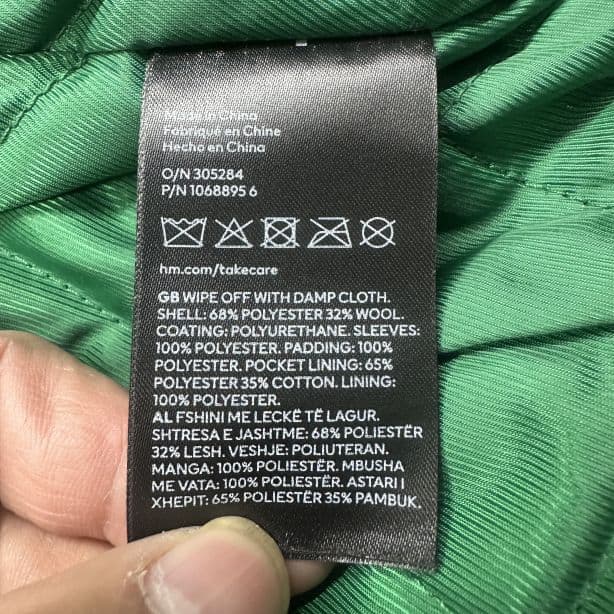 Made in China
Fabriqué en Chine
Hecho en China
O/N 305284
P/N 1068895 6
hm.com/takecare
GB WIPE OFF WITH DAMP CLOTH.
SHELL: 68% POLYESTER 32% WOOL.
COATING: POLYURETHANE. SLEEVES:
100% POLYESTER. PADDING: 100%
POLYESTER. POCKET LINING: 65%
POLYESTER 35% COTTON. LINING:
100% POLYESTER.
AL FSHINI ME LECKË TË LAGUR.
SHTRESA E JASHTME: 68% POLIESTËR
32% LESH. VESHJE: POLIUTERAN.
MANGA: 100% POLIESTËR. MBUSHA
ME VATA: 100% POLIESTËR. ASTARI I
XHEPIT: 65% POLIESTËR 35% PAMBUK.